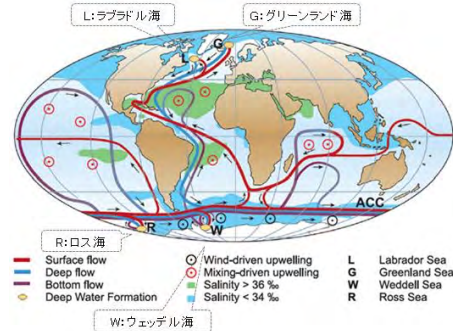 L:ラブラドル海
G:グリーンランド海
L
G
ACC
R
W
R:ロス海
Surface flow
Deep flow
Bottom flow
Deep Water Formation
Wind-driven upwelling
Mixing-driven upwelling
Salinity > 36 ‰
Salinity < 34 ‰
L Labrador Sea
G Greenland Sea
W Weddell Sea
R Ross Sea
W:ウェッデル海